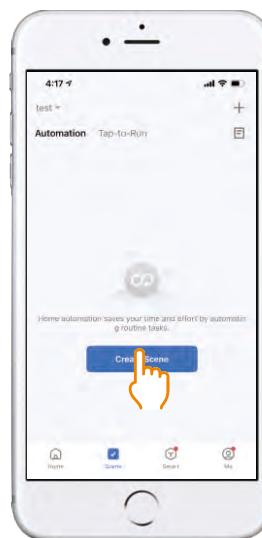 4:17
test
Automation Tap-to-Run
Home automation saves your time and effort by automatin
g routine tasks.
Create Scene
Home Scene Smart Me